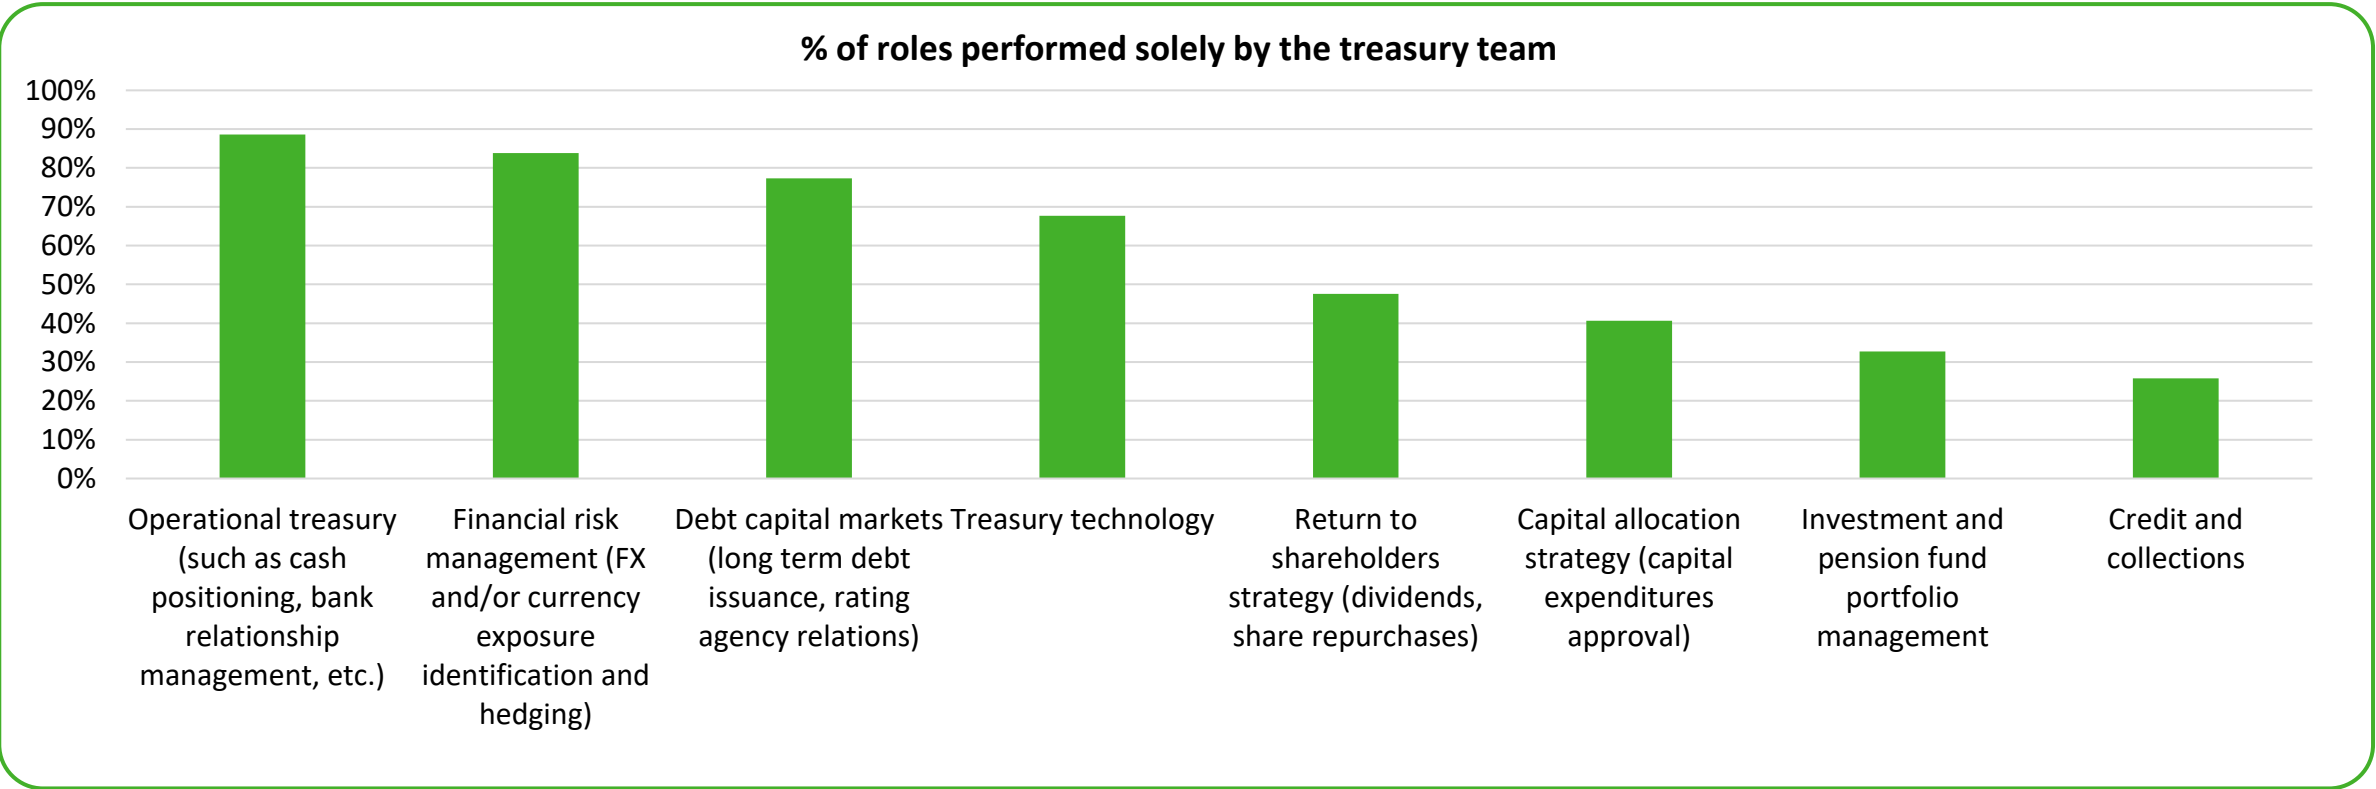 % of roles performed solely by the treasury team
100%
90%
80%
70%
60%
50%
40%
30%
20%
10%
0%
Operational treasury
(such as cash
positioning, bank
relationship
management, etc.)
Financial risk
management (FX
and/or currency
exposure
identification and
hedging)
Debt capital markets
(long term debt
issuance, rating
agency relations)
Treasury technology
Return to
shareholders
strategy (dividends,
share repurchases)
Capital allocation
strategy (capital
expenditures
approval)
Investment and
pension fund
portfolio
management
Credit and
collections